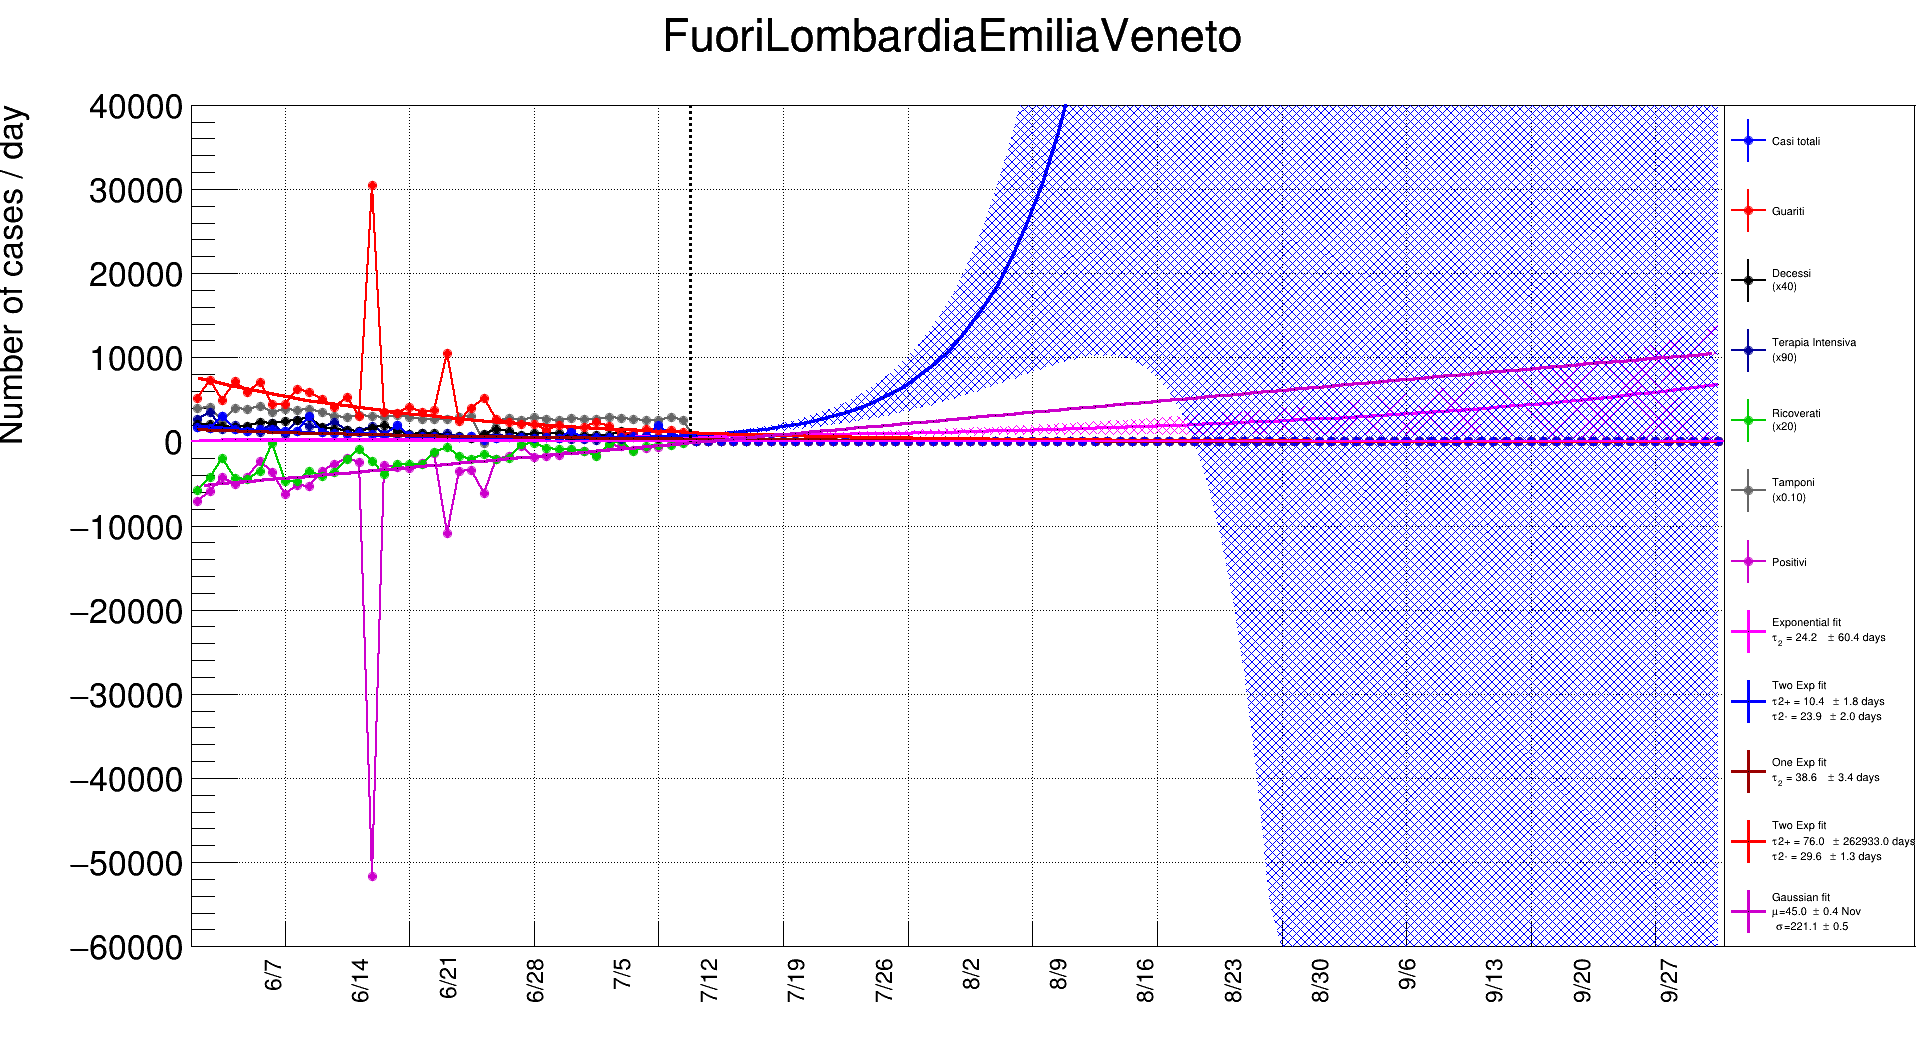 FuoriLombardiaEmiliaVeneto
Number of cases / day
40000
30000
20000
10000
0
−10000
−20000
−30000
−40000
−50000
−60000
6/7
6/14
6/21
6/28
7/5
7/12
7/19
7/26
8/2
8/9
8/16
8/23
8/30
9/6
9/13
9/20
9/27
Casi totali
Guariti
Decessi
(x40)
Terapia Intensiva
(x90)
Ricoverati
(x20)
Tamponi
(x0.10)
Positivi
Exponential fit
τ2 = 24.2 ± 60.4 days
Two Exp fit
τ2+ = 10.4 ± 1.8 days
τ2- = 23.9 ± 2.0 days
One Exp fit
τ2 = 38.6 ± 3.4 days
Two Exp fit
τ2+ = 76.0 ± 262933.0 days
τ2- = 29.6 ± 1.3 days
Gaussian fit
μ=45.0 ± 0.4 Nov
σ=221.1 ± 0.5